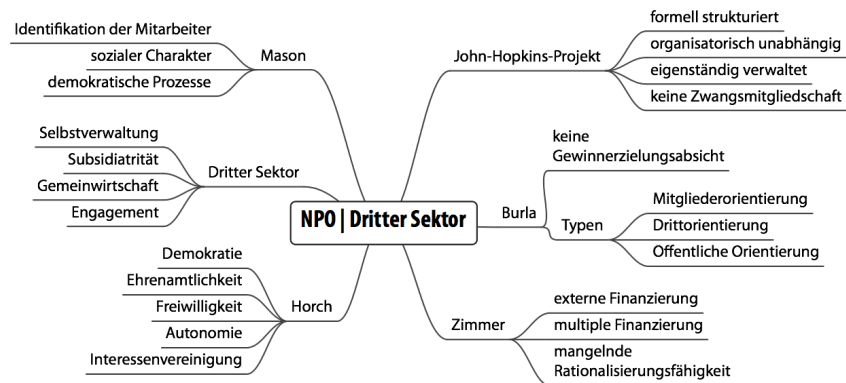 Identifikation der Mitarbeiter
sozialer Charakter
demokratische Prozesse
Mason
Selbstverwaltung
Subsidiatrität
Gemeinwirtschaft
Engagement
Dritter Sektor
Demokratie
Ehrenamtlichkeit
Freiwilligkeit
Autonomie
Interessenvereinigung
Horch
NPO | Dritter Sektor
John-Hopkins-Projekt
formell strukturiert
organisatorisch unabhängig
eigenständig verwaltet
keine Zwangsmitgliedschaft
Burla
keine
Gewinnerzielungsabsicht
Typen
Mitgliederorientierung
Drittorientierung
Offentliche Orientierung
Zimmer
externe Finanzierung
multiple Finanzierung
mangelnde
Rationalisierungsfähigkeit